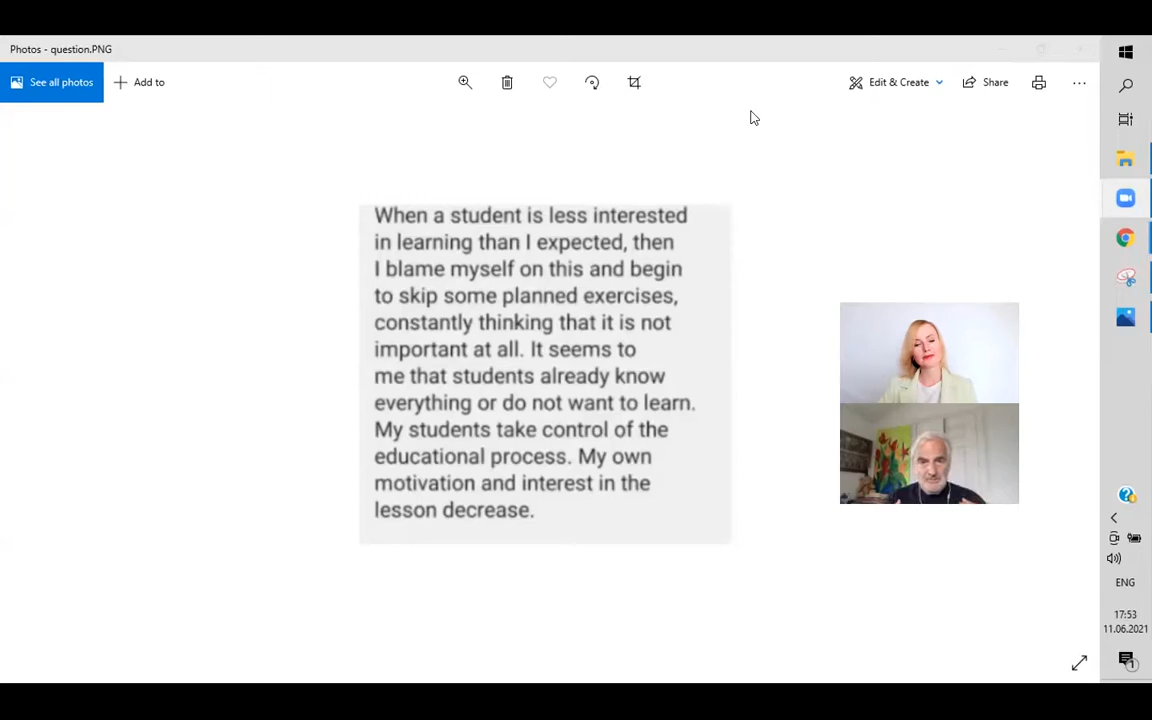 Photos - question.PNG
See all photos
Add to
Edit & Create
Share
When a student is less interested
in learning than I expected, then
I blame myself on this and begin
to skip some planned exercises,
constantly thinking that it is not
important at all. It seems to
me that students already know
everything or do not want to learn.
My students take control of the
educational process. My own
motivation and interest in the
lesson decrease.
ENG
17:53
11.06.2021
1